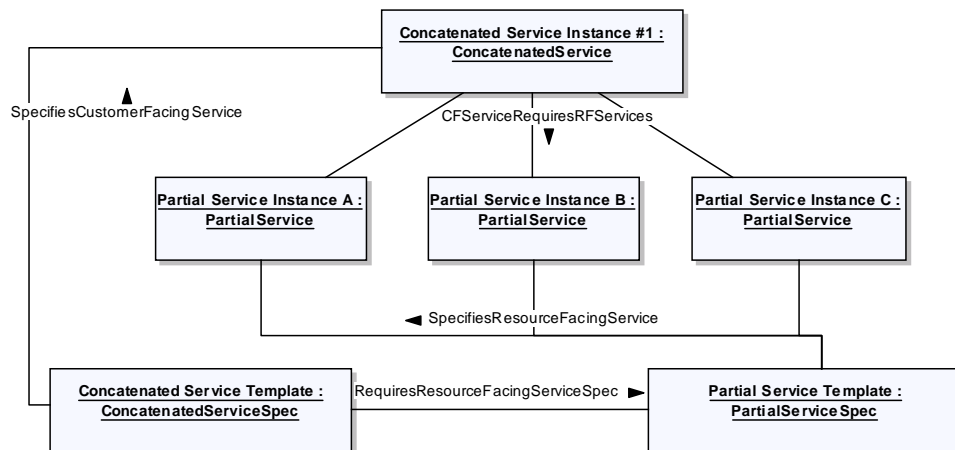 Concatenated Service Instance #1 :
ConcatenatedService
SpecifiesCustomerFacingService
CFServiceRequiresRFServices
Partial Service Instance A :
PartialService
Partial Service Instance B :
PartialService
Partial Service Instance C :
PartialService
SpecifiesResourceFacingService
Concatenated Service Template :
ConcatenatedServiceSpec
RequiresResourceFacingServiceSpec
Partial Service Template :
PartialServiceSpec